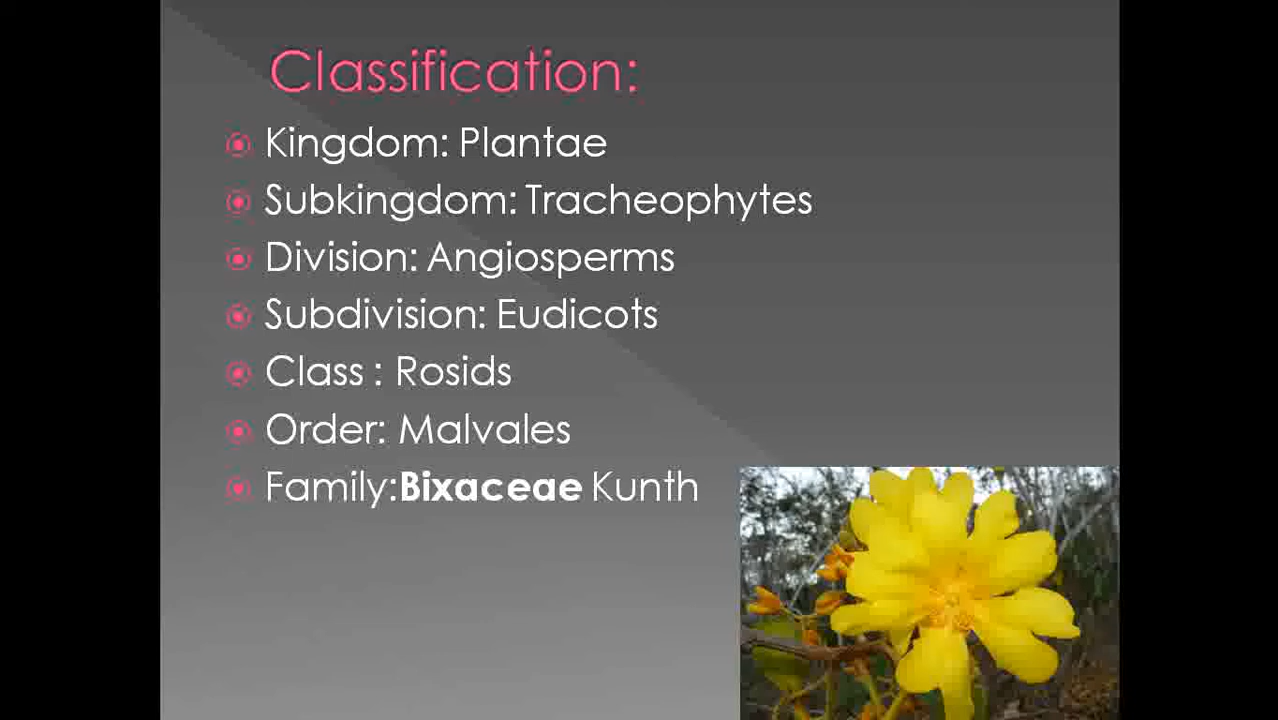 Classification:
Kingdom: Plantae
Subkingdom: Tracheophytes
Division: Angiosperms
Subdivision: Eudicots
Class : Rosids
Order: Malvales
Family:Bixaceae Kunth